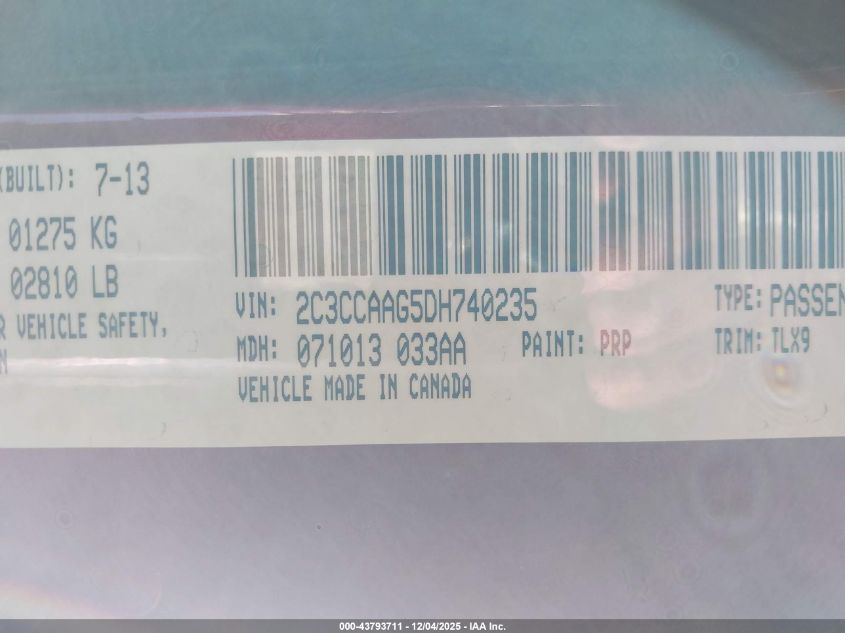 (BUILT): 7-13
01275 KG
02810 LB
VEHICLE SAFETY,
VIN: 2C3CCAAG5DH740235 TYPE: PASSEN
MDH: 071013 033AA PAINT: PRP TRIM: TLX9
VEHICLE MADE IN CANADA
000-43793711 - 12/04/2025 - IAA Inc.